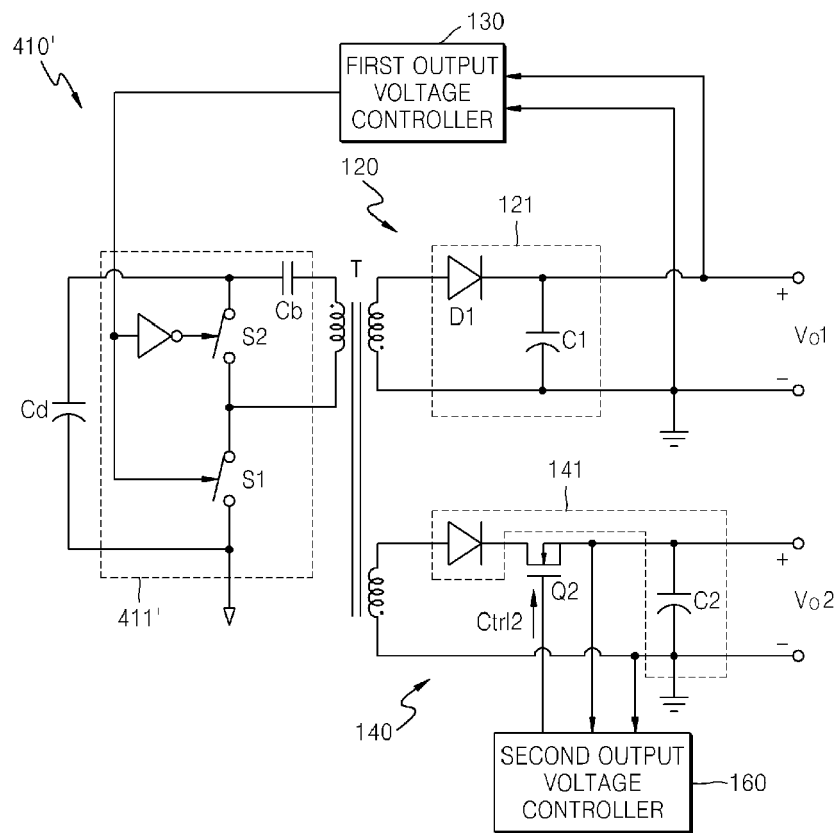 130
410'
FIRST OUTPUT
VOLTAGE
CONTROLLER
120
121
T
Cb
D1
C1
+
Vo1
−
S2
Cd
S1
141
411'
Q2
Ctrl2
C2
+
Vo2
−
140
SECOND OUTPUT
VOLTAGE
CONTROLLER
160